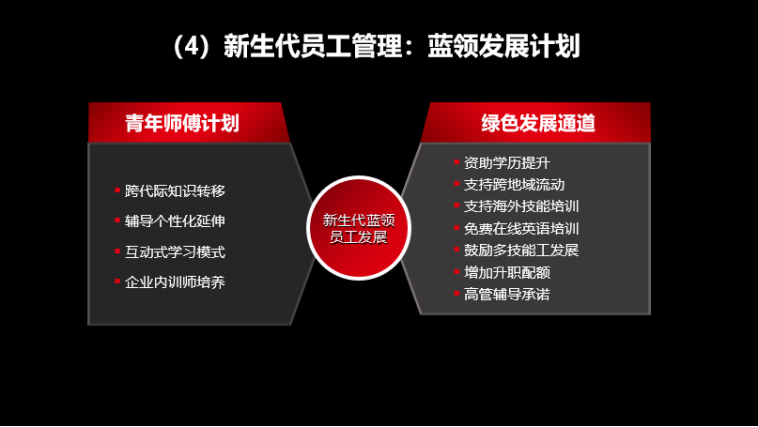 （4）新生代员工管理：蓝领发展计划
青年师傅计划
跨代际知识转移
辅导个性化延伸
互动式学习模式
企业内训师培养
新生代蓝领
员工发展
绿色发展通道
资助学历提升
支持跨地域流动
支持海外技能培训
免费在线英语培训
鼓励多技能工发展
增加升职配额
高管辅导承诺